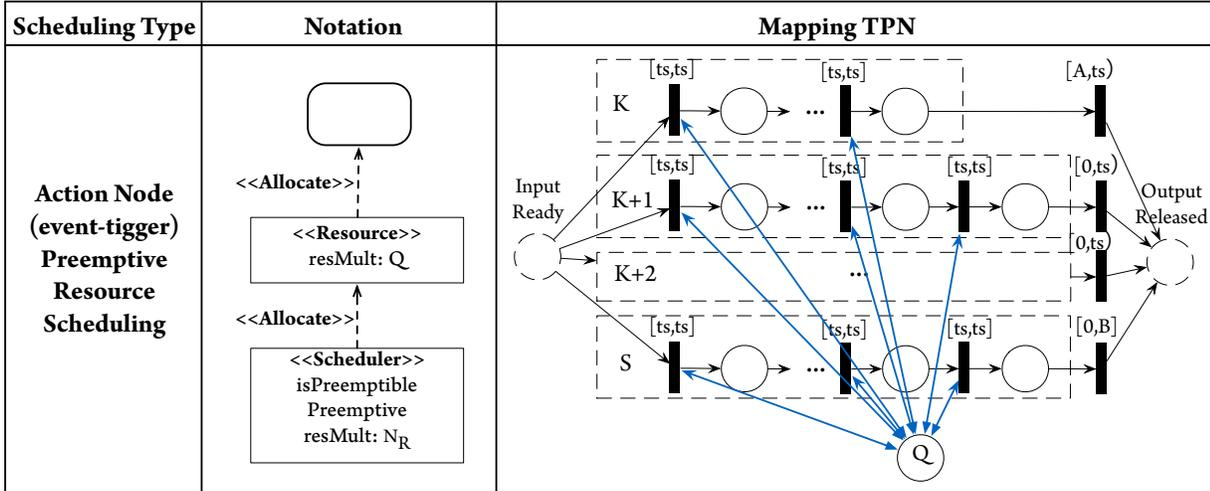 Scheduling Type
Notation
Mapping TPN
Action Node
(event-tigger)
Preemptive
Resource
Scheduling
<<Allocate>>
<<Resource>>
resMult: Q
<<Allocate>>
<<Scheduler>>
isPreemptible
Preemptive
resMult: NR
Input
Ready
K
[ts,ts]
...
[ts,ts]
[A,ts)
K+1
[ts,ts]
...
[ts,ts]
[ts,ts]
[0,ts)
K+2
...
[0,ts)
S
[ts,ts]
...
[ts,ts]
[ts,ts]
[0,B]
Output
Released
Q